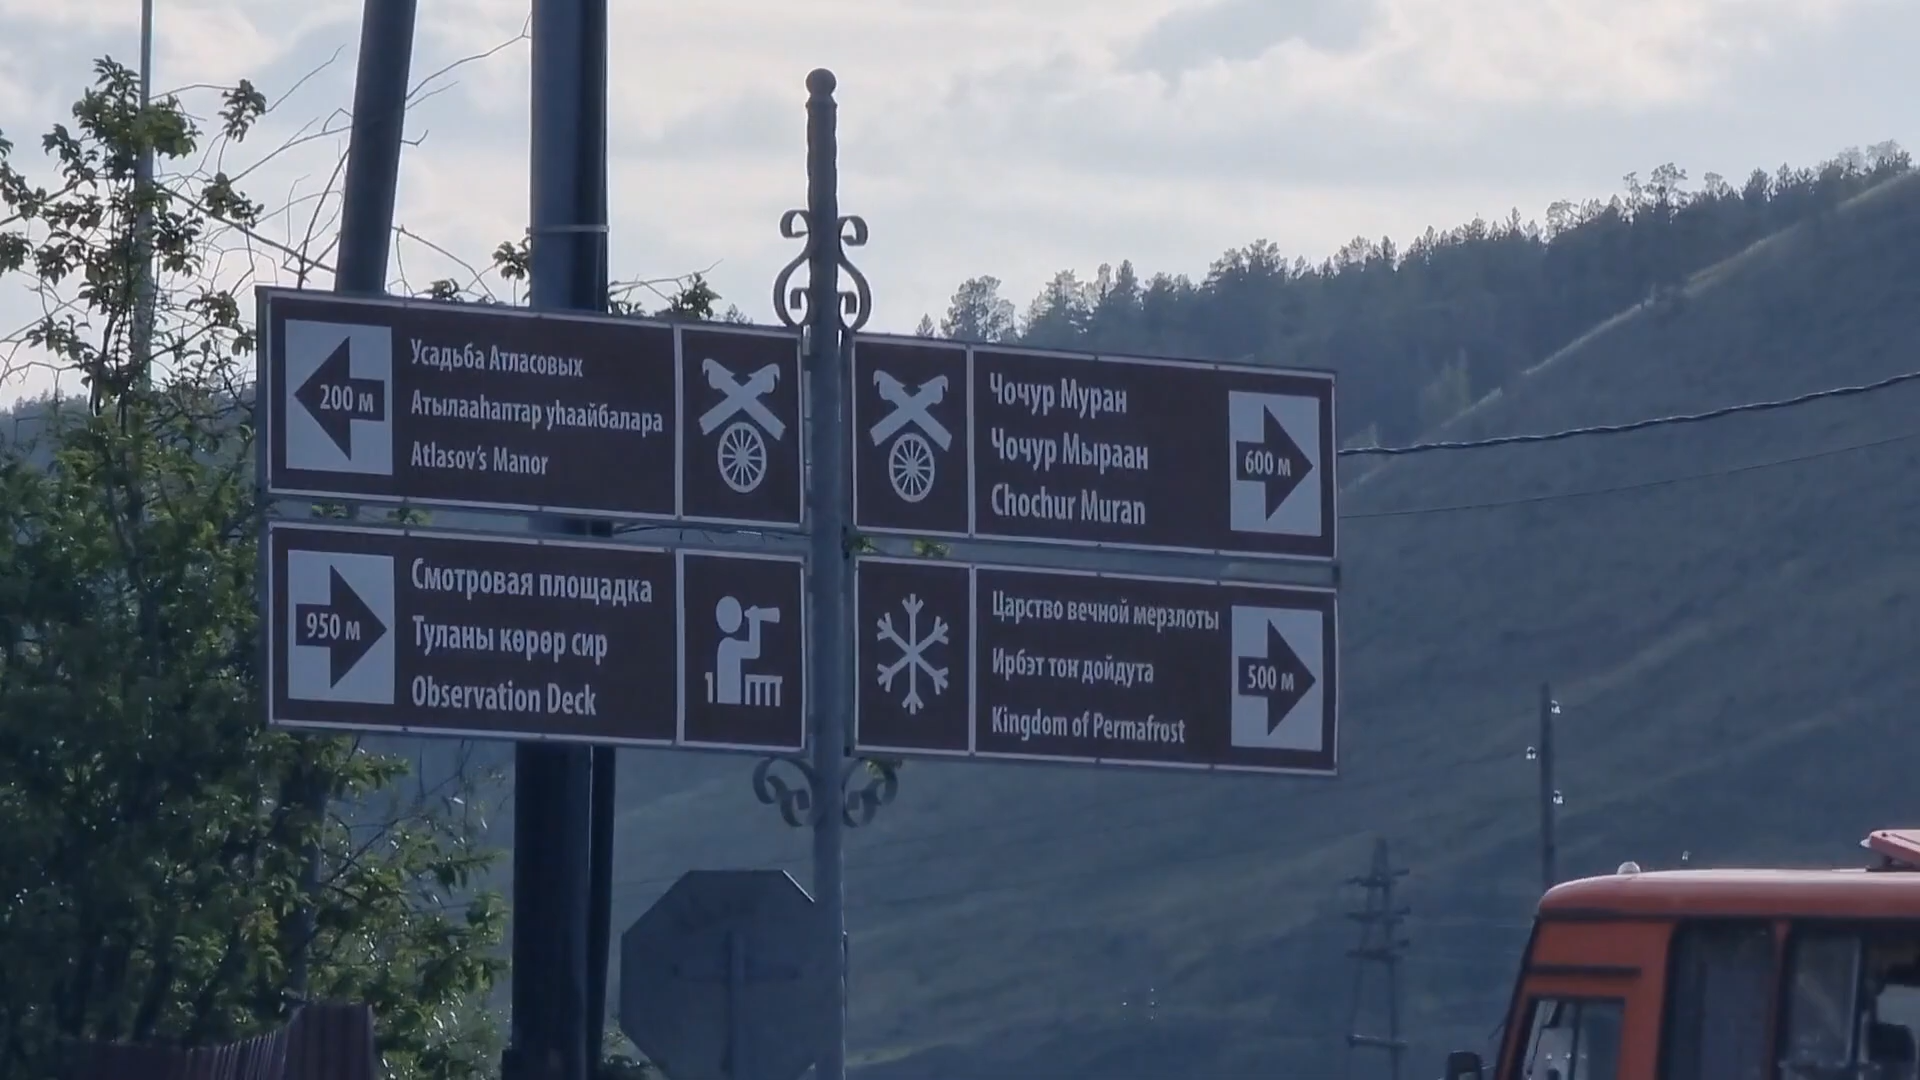 200 м
Усадьба Атласовых
Атылааһаптар уһаайбалара
Atlasov's Manor
Чочур Муран
Чочур Мыраан
Chochur Muran
600 м
950 м
Смотровая площадка
Туланы көрөр сир
Observation Deck
Царство вечной мерзлоты
Ирбэт тоҥ дойдута
Kingdom of Permafrost
500 м